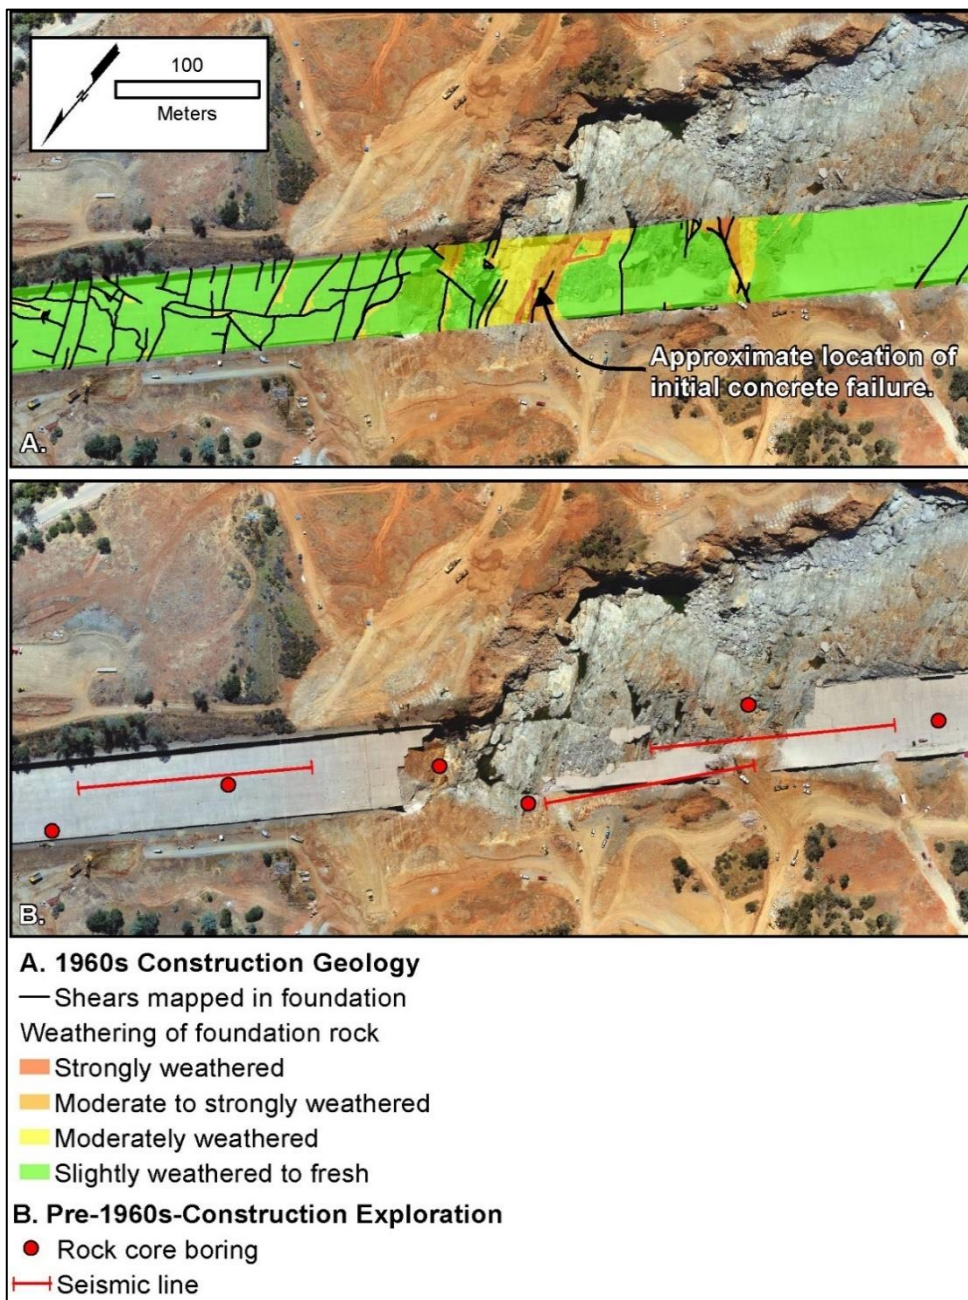 100
Meters
N
Approximate location of
initial concrete failure.
A.
B.
A. 1960s Construction Geology
Shears mapped in foundation
Weathering of foundation rock
Strongly weathered
Moderate to strongly weathered
Moderately weathered
Slightly weathered to fresh
B. Pre-1960s-Construction Exploration
Rock core boring
Seismic line